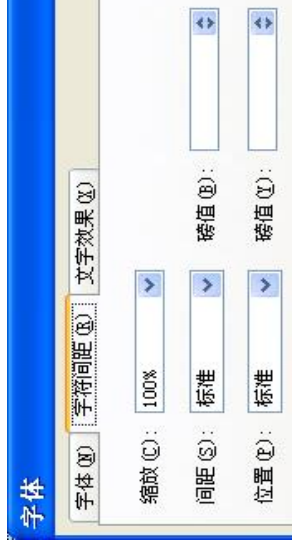 字体
字体(N) 字符间距(R) 文字效果(X)
缩放(C): 100%
间距(S): 标准 磅值(B):
位置(P): 标准 磅值(Y):